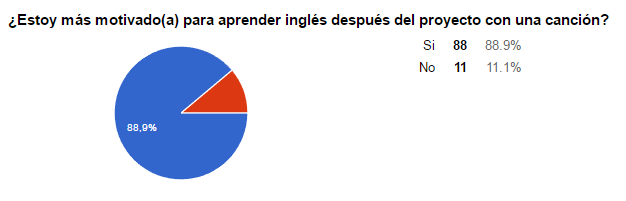 ¿Estoy más motivado(a) para aprender inglés después del proyecto con una canción?
Si 88 88.9%
No 11 11.1%
88,9%